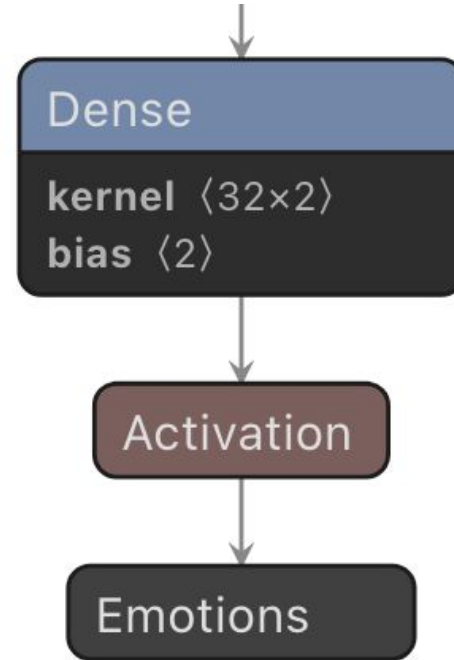 Dense
kernel 〈32×2〉
bias 〈2〉
Activation
Emotions